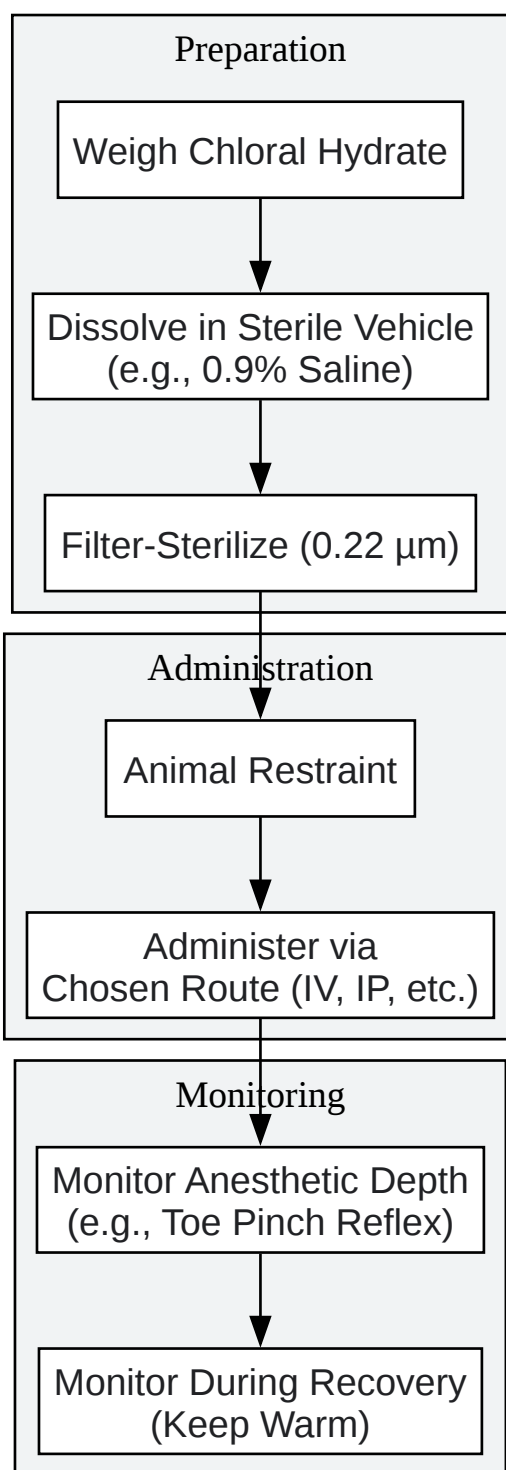 Preparation
Weigh Chloral Hydrate
Dissolve in Sterile Vehicle
(e.g., 0.9% Saline)
Filter-Sterilize (0.22 µm)
Administration
Animal Restraint
Administer via
Chosen Route (IV, IP, etc.)
Monitoring
Monitor Anesthetic Depth
(e.g., Toe Pinch Reflex)
Monitor During Recovery
(Keep Warm)